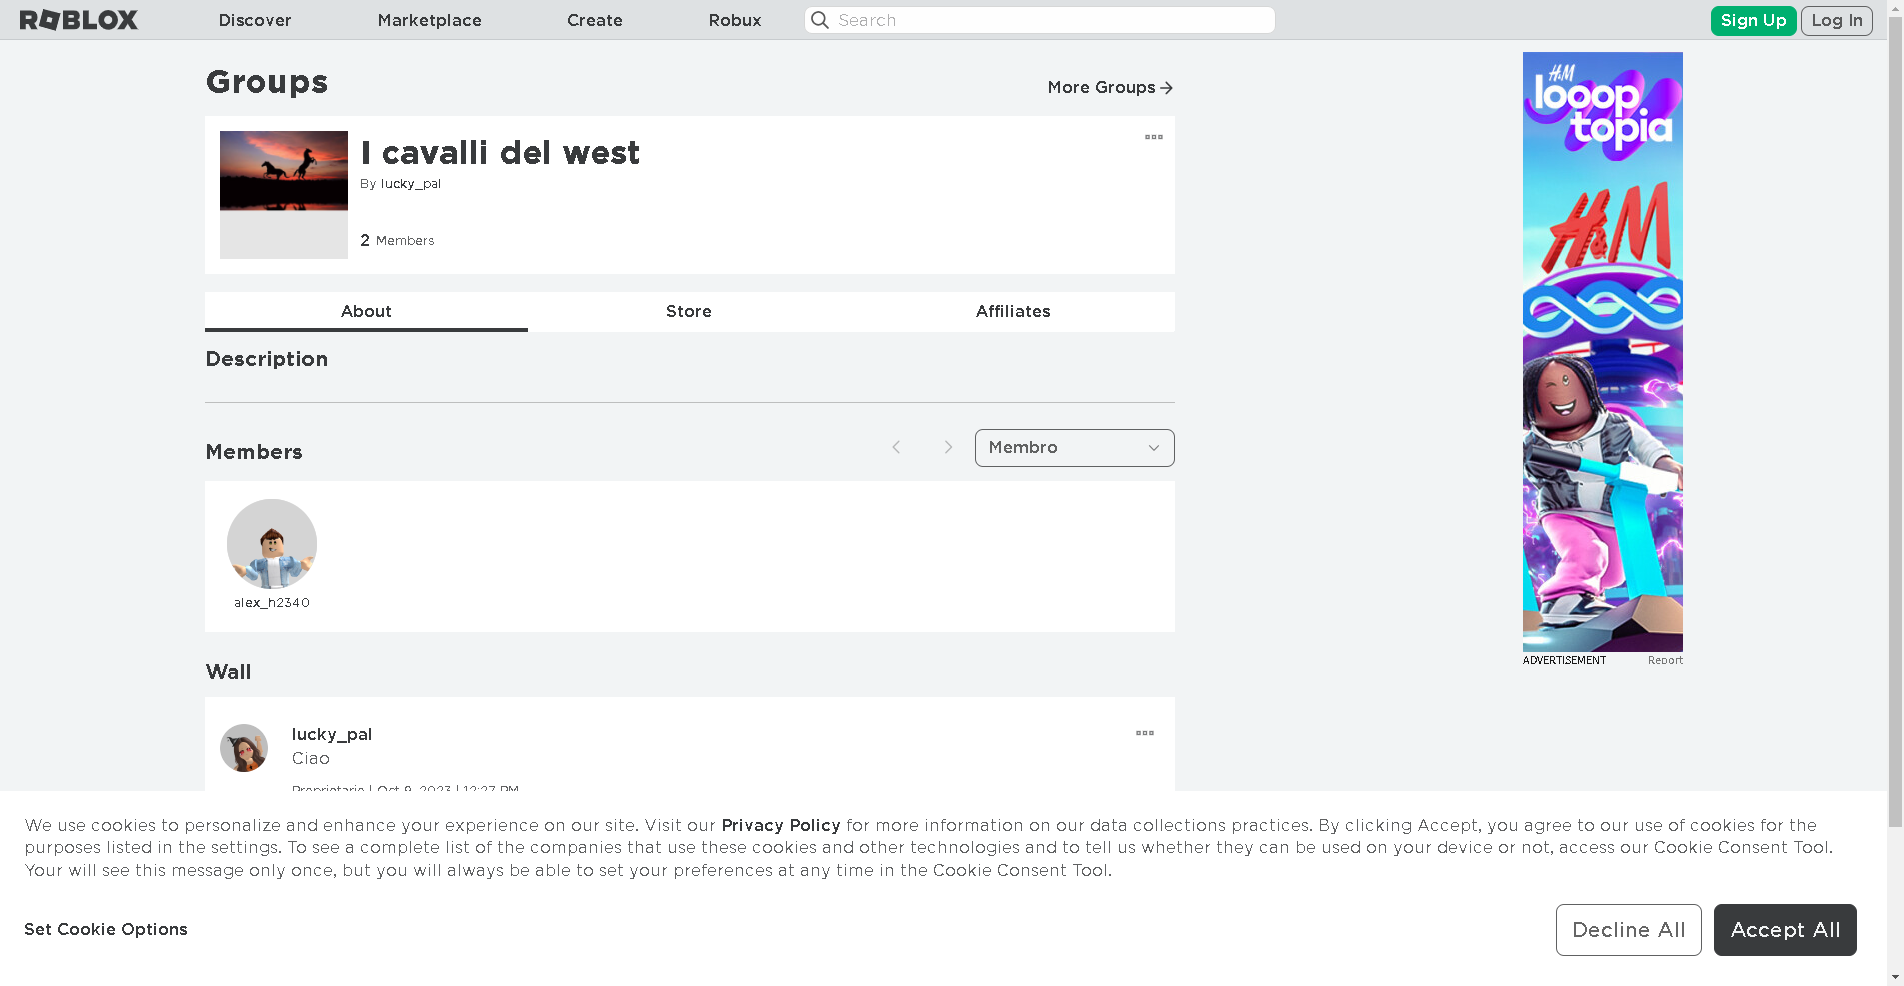 ROBLOX
Discover
Marketplace
Create
Robux
Search
Sign Up
Log In
Groups
More Groups
I cavalli del west
By lucky_pal
2 Members
About
Store
Affiliates
Description
Members
Membro
alex_h2340
Wall
lucky_pal
Ciao
Proprietario | Oct 9, 2023 | 12:27 PM
H&M
looop
topia
H&M
ADVERTISEMENT
Report
We use cookies to personalize and enhance your experience on our site. Visit our Privacy Policy for more information on our data collections practices. By clicking Accept, you agree to our use of cookies for the
purposes listed in the settings. To see a complete list of the companies that use these cookies and other technologies and to tell us whether they can be used on your device or not, access our Cookie Consent Tool.
Your will see this message only once, but you will always be able to set your preferences at any time in the Cookie Consent Tool.
Set Cookie Options
Decline All
Accept All